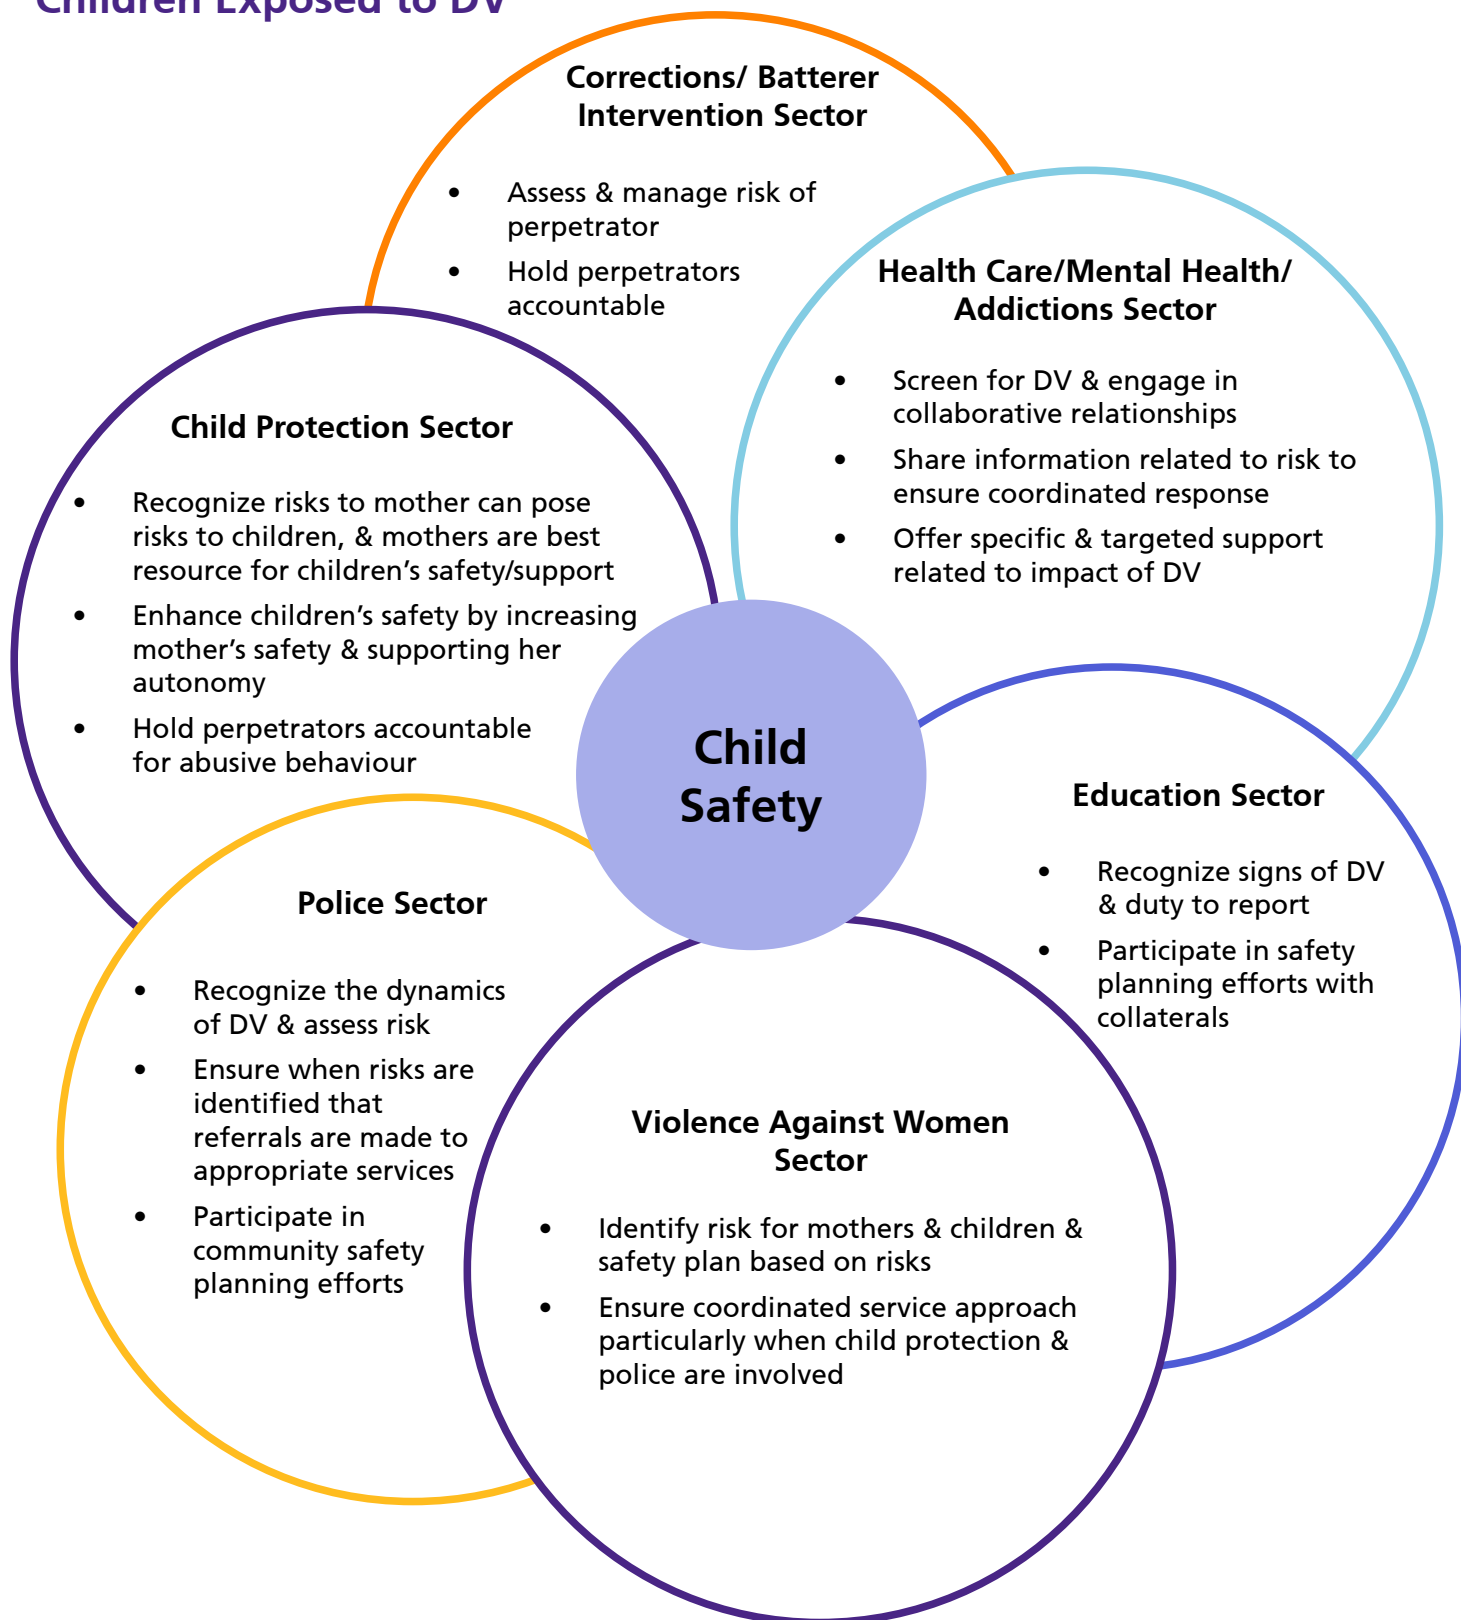 Children Exposed to DV
Corrections/ Batterer
Intervention Sector
• Assess & manage risk of
perpetrator
• Hold perpetrators
accountable
Health Care/Mental Health/
Addictions Sector
• Screen for DV & engage in
collaborative relationships
• Share information related to risk to
ensure coordinated response
• Offer specific & targeted support
related to impact of DV
Child Protection Sector
• Recognize risks to mother can pose
risks to children, & mothers are best
resource for children’s safety/support
• Enhance children’s safety by increasing
mother’s safety & supporting her
autonomy
• Hold perpetrators accountable
for abusive behaviour
Child
Safety
Education Sector
• Recognize signs of DV
& duty to report
• Participate in safety
planning efforts with
collaterals
Police Sector
• Recognize the dynamics
of DV & assess risk
• Ensure when risks are
identified that
referrals are made to
appropriate services
• Participate in
community safety
planning efforts
Violence Against Women
Sector
• Identify risk for mothers & children &
safety plan based on risks
• Ensure coordinated service approach
particularly when child protection &
police are involved